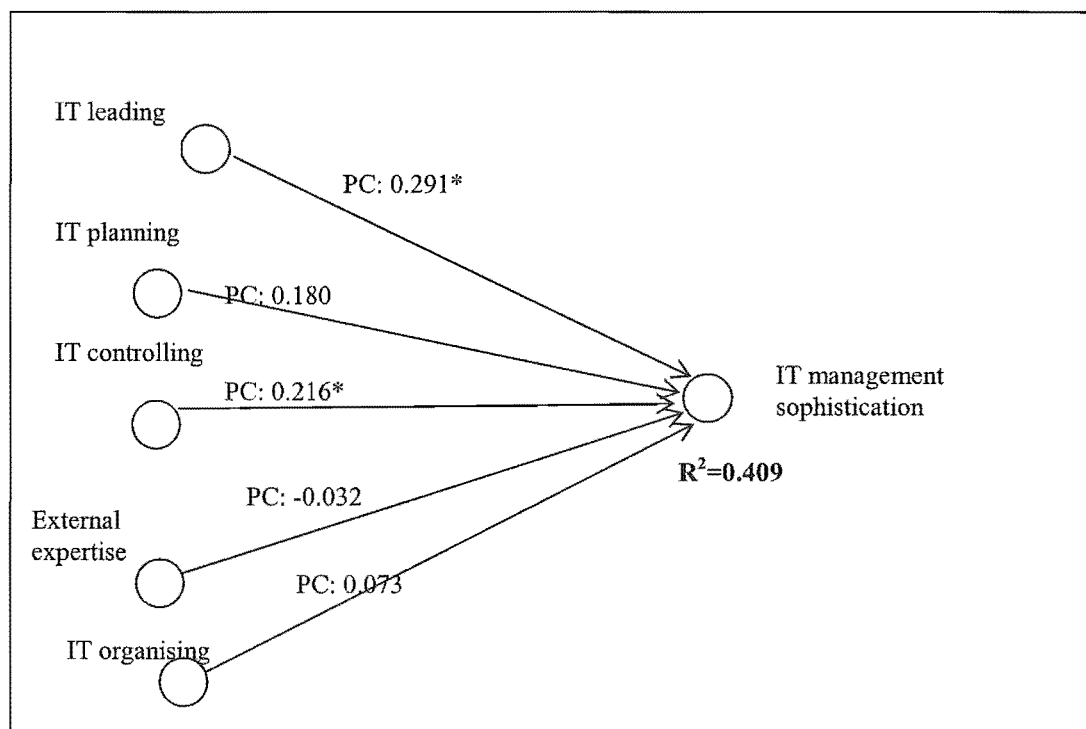 IT leading
PC: 0.291*
IT planning
PC: 0.180
IT controlling
PC: 0.216*
IT management
sophistication
R²=0.409
PC: -0.032
External
expertise
PC: 0.073
IT organising